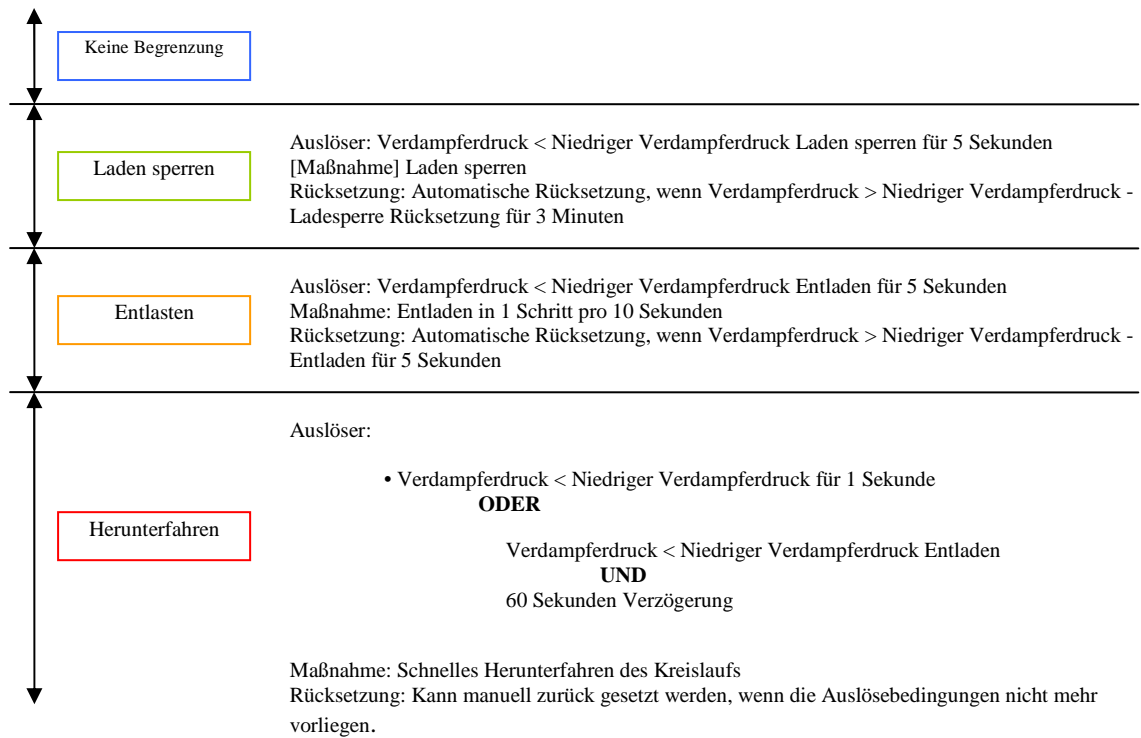 Keine Begrenzung
Laden sperren
Auslöser: Verdampferdruck < Niedriger Verdampferdruck Laden sperren für 5 Sekunden
[Maßnahme] Laden sperren
Rücksetzung: Automatische Rücksetzung, wenn Verdampferdruck > Niedriger Verdampferdruck -
Ladesperre Rücksetzung für 3 Minuten
Entlasten
Auslöser: Verdampferdruck < Niedriger Verdampferdruck Entladen für 5 Sekunden
Maßnahme: Entladen in 1 Schritt pro 10 Sekunden
Rücksetzung: Automatische Rücksetzung, wenn Verdampferdruck > Niedriger Verdampferdruck -
Entladen für 5 Sekunden
Herunterfahren
Auslöser:
• Verdampferdruck < Niedriger Verdampferdruck für 1 Sekunde
ODER
Verdampferdruck < Niedriger Verdampferdruck Entladen
UND
60 Sekunden Verzögerung
Maßnahme: Schnelles Herunterfahren des Kreislaufs
Rücksetzung: Kann manuell zurück gesetzt werden, wenn die Auslösebedingungen nicht mehr
vorliegen.